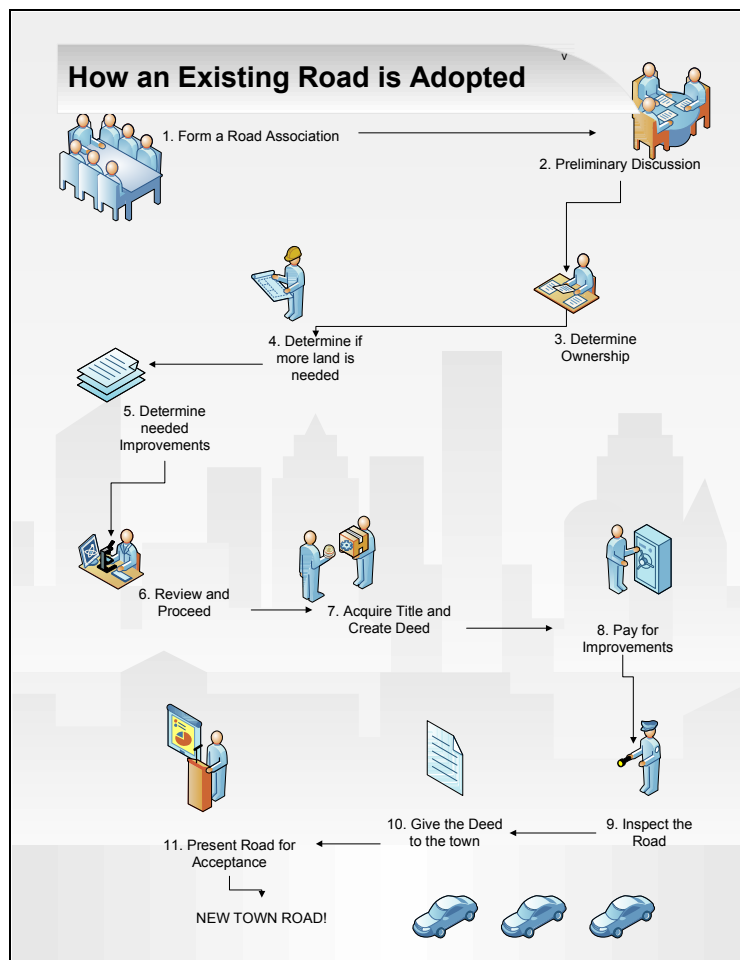 v
How an Existing Road is Adopted
1. Form a Road Association
2. Preliminary Discussion
3. Determine
Ownership
4. Determine if
more land is
needed
5. Determine
needed
Improvements
6. Review and
Proceed
7. Acquire Title and
Create Deed
8. Pay for
Improvements
9. Inspect the
Road
10. Give the Deed
to the town
11. Present Road for
Acceptance
NEW TOWN ROAD!